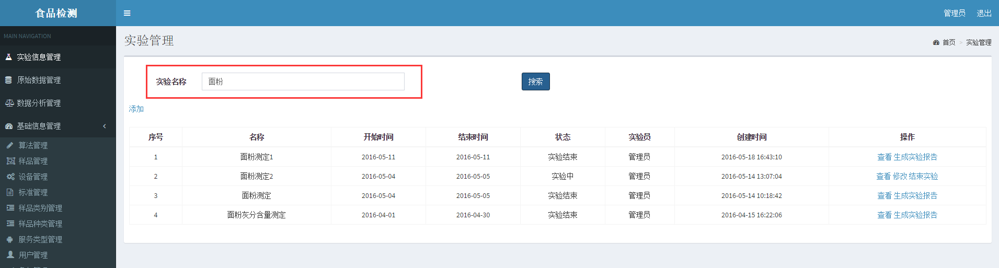 食品检测
管理员 退出
MAIN NAVIGATION
实验信息管理
原始数据管理
数据分析管理
基础信息管理
算法管理
样品管理
设备管理
标准管理
样品类别管理
样品种类管理
服务类型管理
用户管理
实验管理
首页 > 实验管理
实验名称 面粉 搜索
添加
序号 名称 开始时间 结束时间 状态 实验员 创建时间 操作
1 面粉测定1 2016-05-11 2016-05-11 实验结束 管理员 2016-05-18 16:43:10 查看 生成实验报告
2 面粉测定2 2016-05-04 2016-05-05 实验中 管理员 2016-05-14 13:07:04 查看 修改 结束实验
3 面粉测定 2016-05-04 2016-05-05 实验结束 管理员 2016-05-14 10:18:42 查看 生成实验报告
4 面粉灰分含量测定 2016-04-01 2016-04-30 实验结束 管理员 2016-04-15 16:22:06 查看 生成实验报告